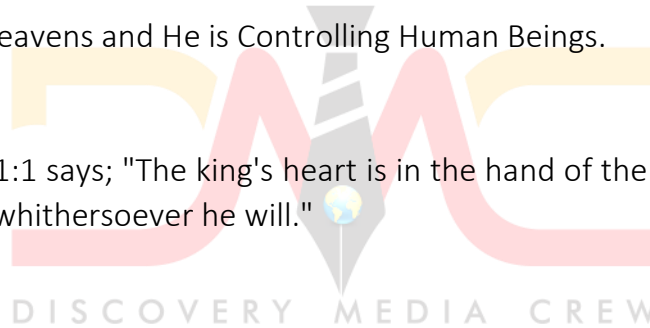 eavens and He is Controlling Human Beings.
1:1 says; "The king's heart is in the hand of the
whithersoever he will."
DISCOVERY MEDIA CREW